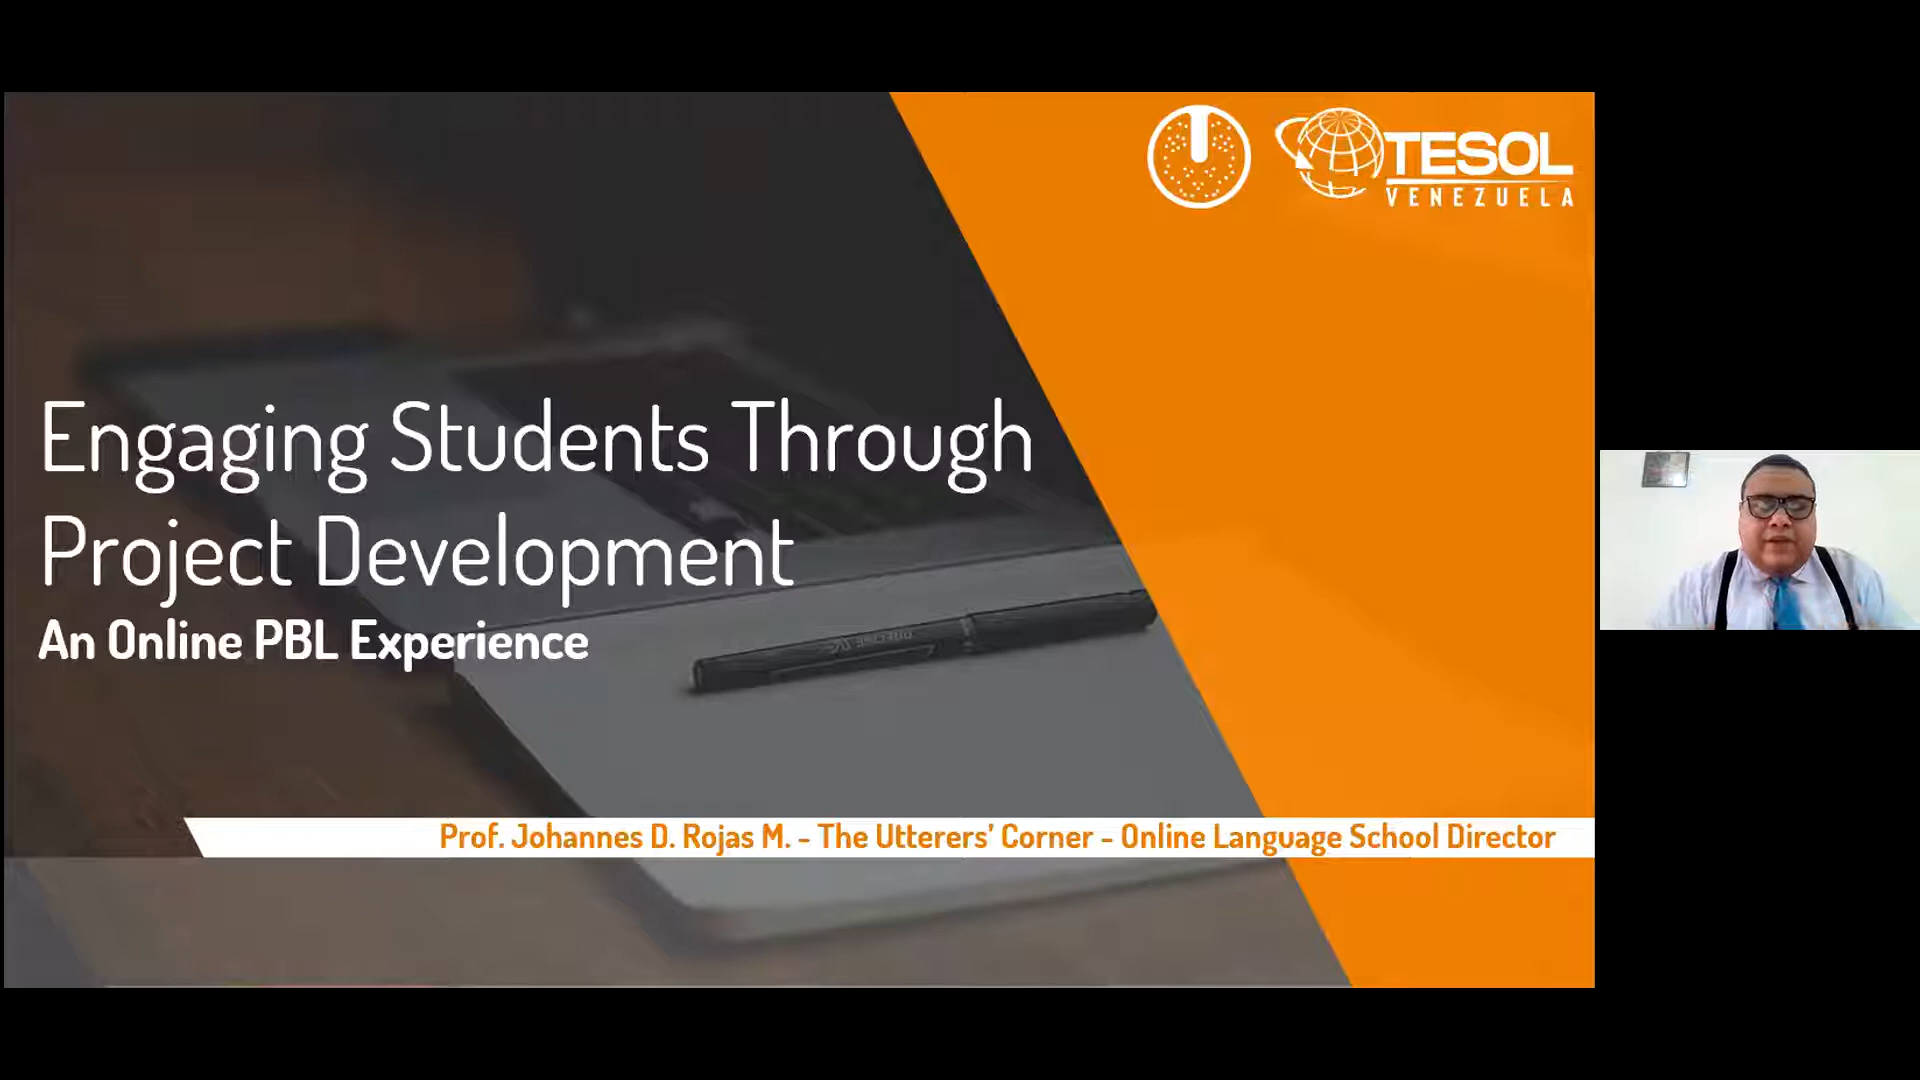 TESOL
VENEZUELA
Engaging Students Through
Project Development
An Online PBL Experience
Prof. Johannes D. Rojas M. - The Utterers’ Corner - Online Language School Director